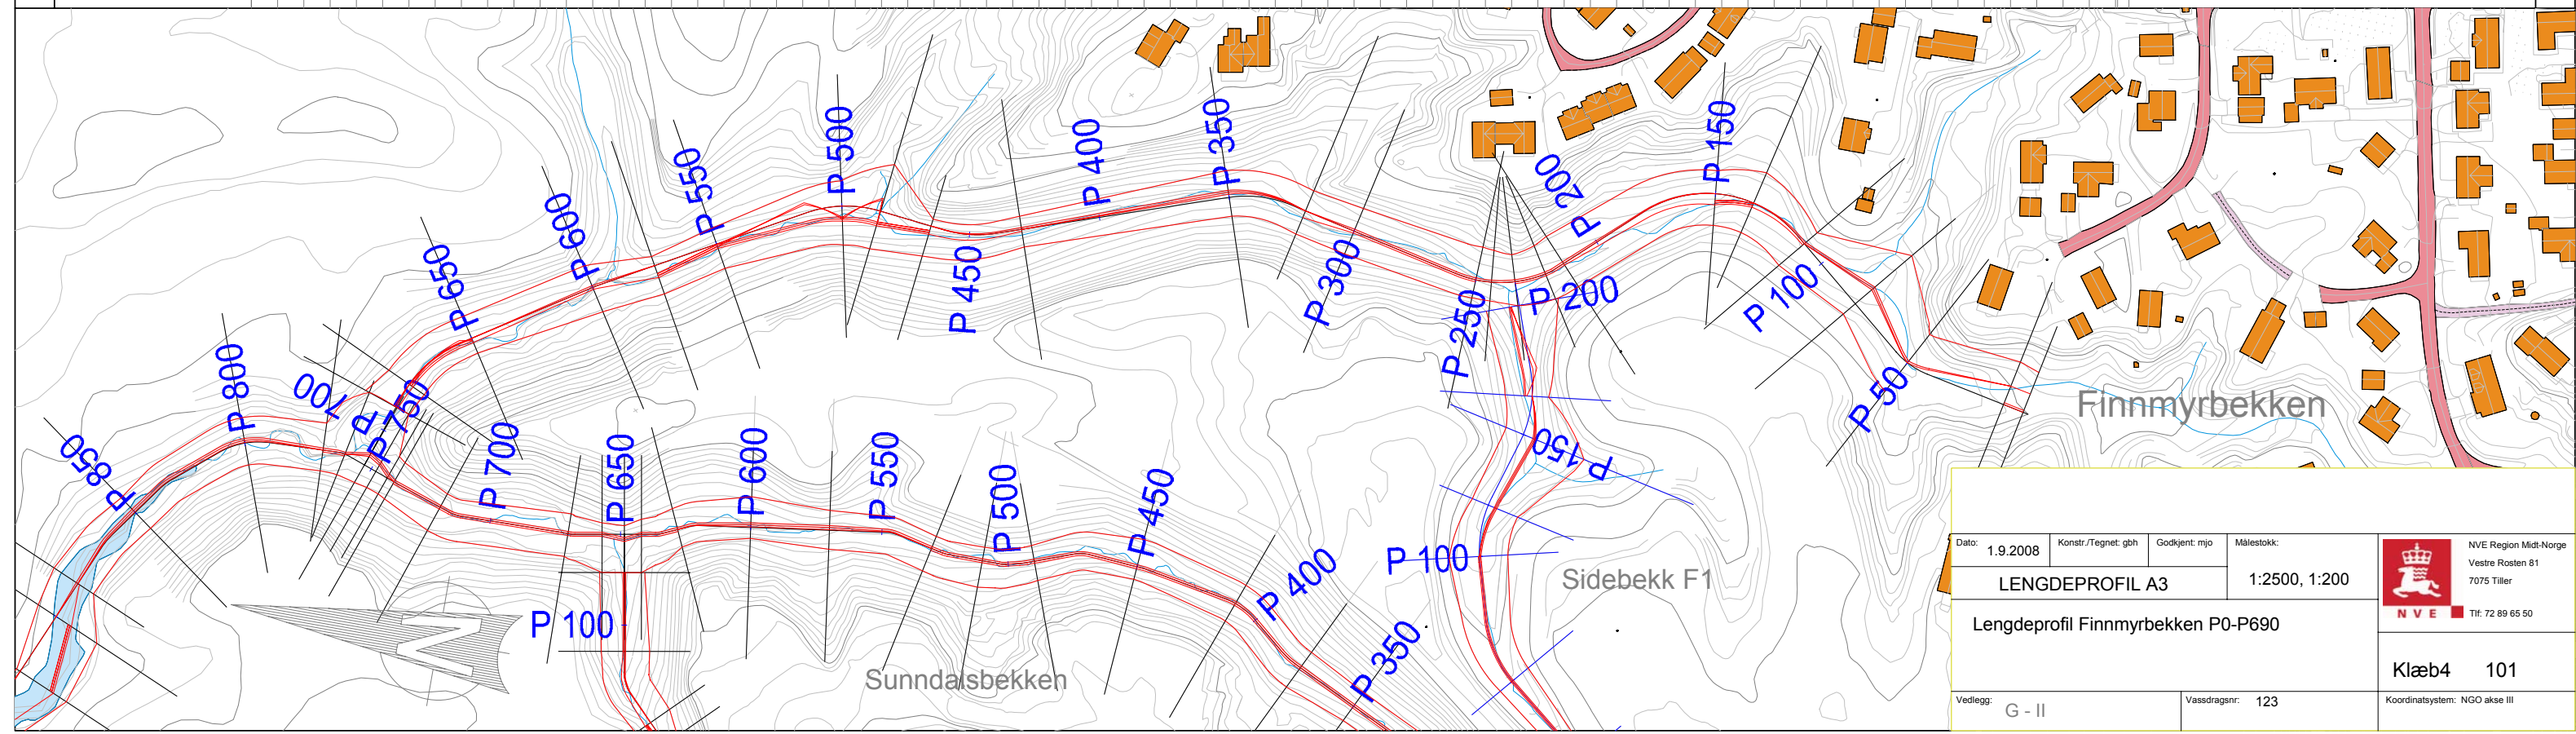 P 500
P 550
P 600
P 650
P 450
P 400
P 350
P 300
P 250
P 200
P 200
P 150
P 100
P 50
P 150
P 100
P 850
P 800
P 700
P 750
P 700
P 650
P 600
P 550
P 500
P 450
P 400
P 350
P 100
N
Finnmyrbekken
Sidebekk F1
Sunndalsbekken
Dato: 1.9.2008
Konstr./Tegnet: gbh
Godkjent: mjo
Målestokk:
1:2500, 1:200
LENGDEPROFIL A3
Lengdeprofil Finnmyrbekken P0-P690
Vedlegg: G - II
Vassdragsnr: 123
NVE
NVE Region Midt-Norge
Vestre Rosten 81
7075 Tiller
Tlf: 72 89 65 50
Klæb4 101
Koordinatsystem: NGO akse III